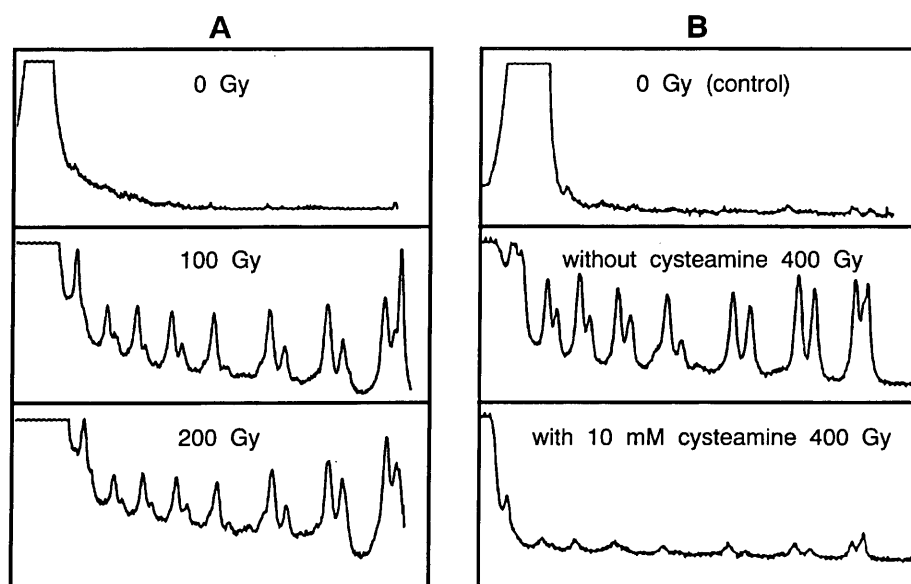 A
0 Gy
100 Gy
200 Gy
B
0 Gy (control)
without cysteamine 400 Gy
with 10 mM cysteamine 400 Gy